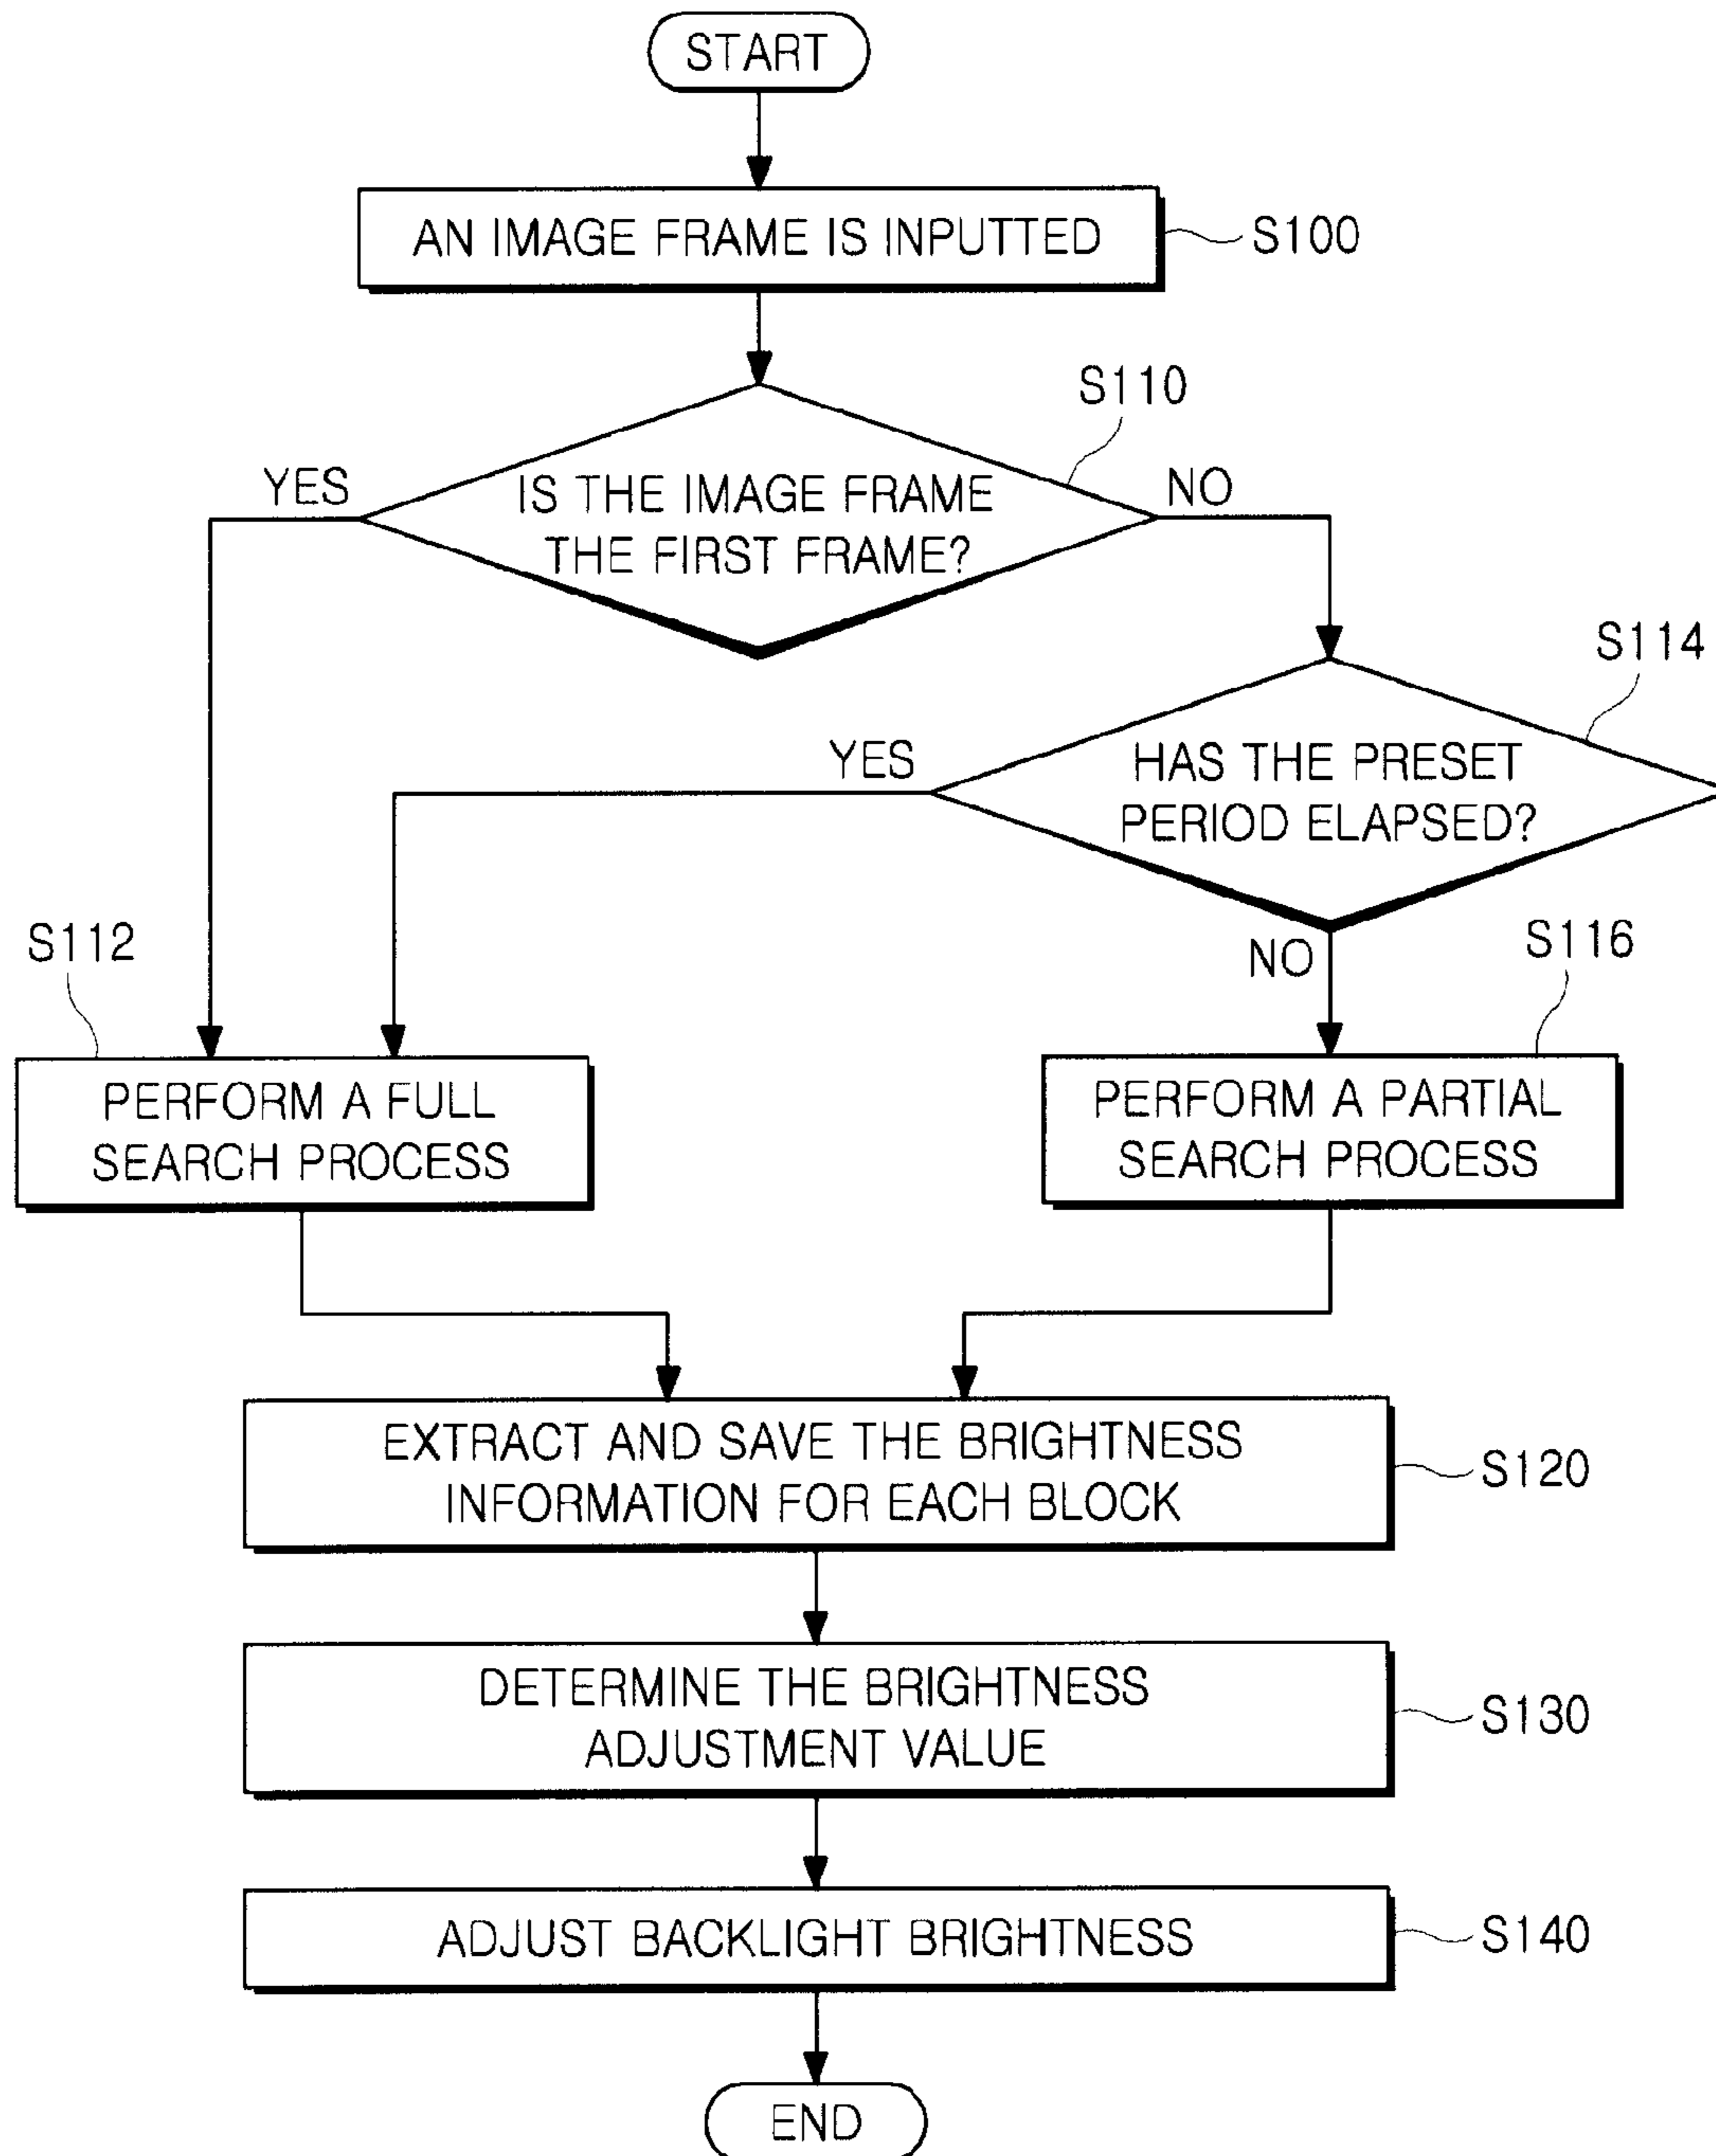 START
AN IMAGE FRAME IS INPUTTED
S100
S110
YES
IS THE IMAGE FRAME
THE FIRST FRAME?
NO
S114
YES
HAS THE PRESET
PERIOD ELAPSED?
NO
S112
S116
PERFORM A FULL
SEARCH PROCESS
PERFORM A PARTIAL
SEARCH PROCESS
EXTRACT AND SAVE THE BRIGHTNESS
INFORMATION FOR EACH BLOCK
S120
DETERMINE THE BRIGHTNESS
ADJUSTMENT VALUE
S130
ADJUST BACKLIGHT BRIGHTNESS
S140
END